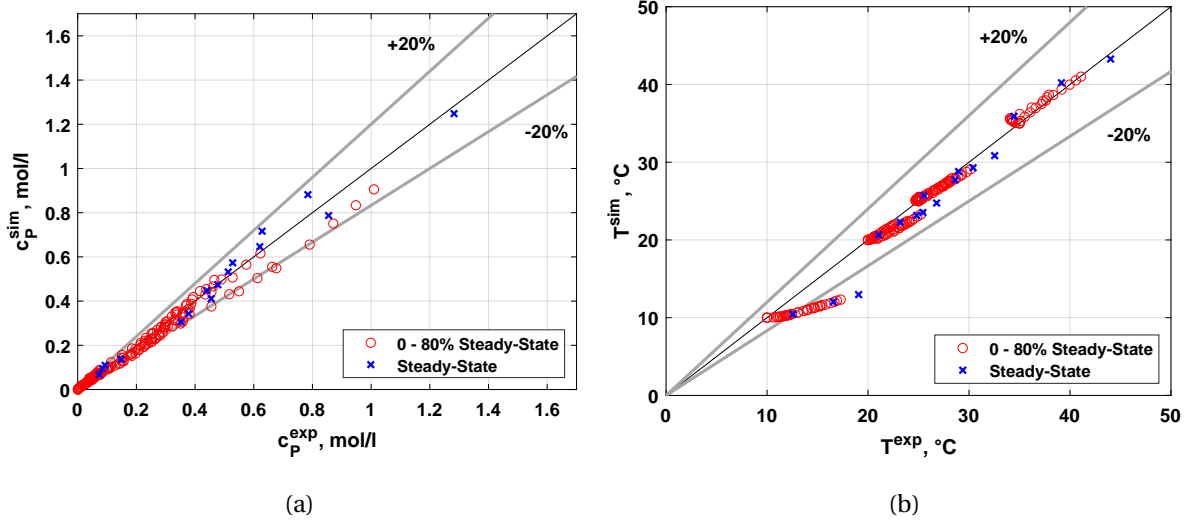 +20%
-20%
c_P^sim, mol/l
1.6
1.4
1.2
1
0.8
0.6
0.4
0.2
0
0 0.2 0.4 0.6 0.8 1 1.2 1.4 1.6
c_P^exp, mol/l
0 - 80% Steady-State
Steady-State
(a)
+20%
-20%
T^sim, °C
50
40
30
20
10
0
0 10 20 30 40 50
T^exp, °C
0 - 80% Steady-State
Steady-State
(b)